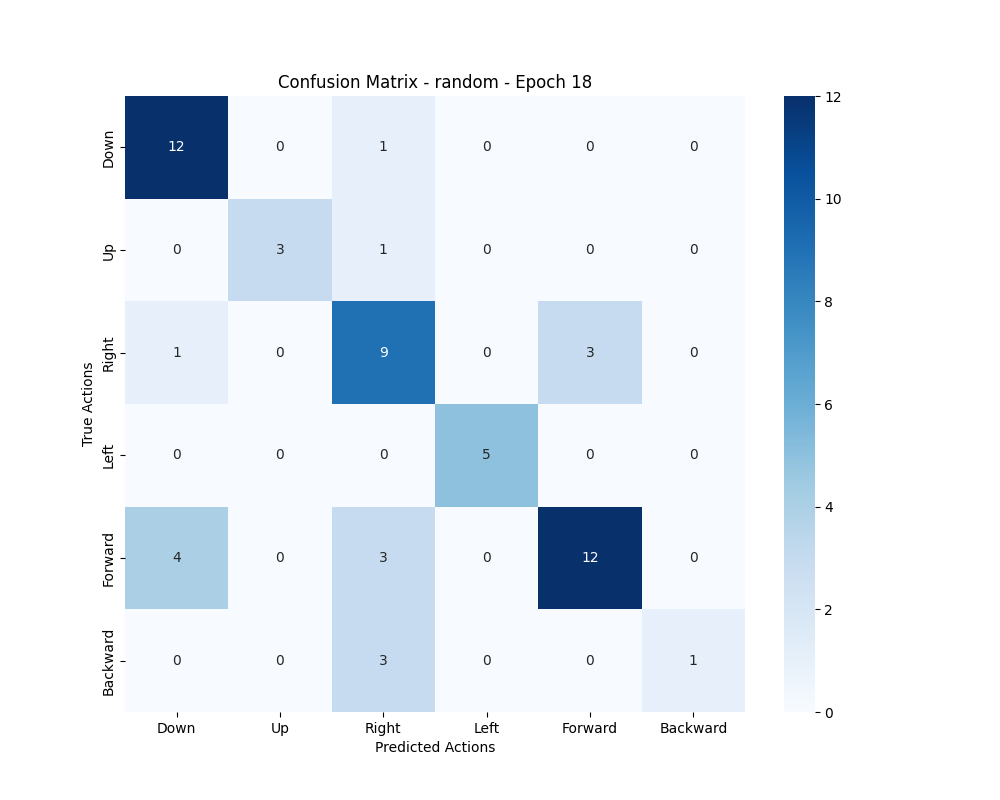 Confusion Matrix - random - Epoch 18
True Actions
Down 12 0 1 0 0 0
Up 0 3 1 0 0 0
Right 1 0 9 0 3 0
Left 0 0 0 5 0 0
Forward 4 0 3 0 12 0
Backward 0 0 3 0 0 1
Down Up Right Left Forward Backward
Predicted Actions
12
10
8
6
4
2
0